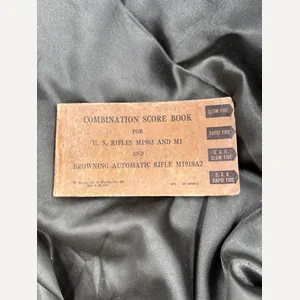 COMBINATION SCORE BOOK
FOR
U. S. RIFLES M1903 AND M1
AND
BROWNING AUTOMATIC RIFLE M1918A2
SLOW FIRE
RAPID FIRE
B. A. R.
SLOW FIRE
B. A. R.
RAPID FIRE